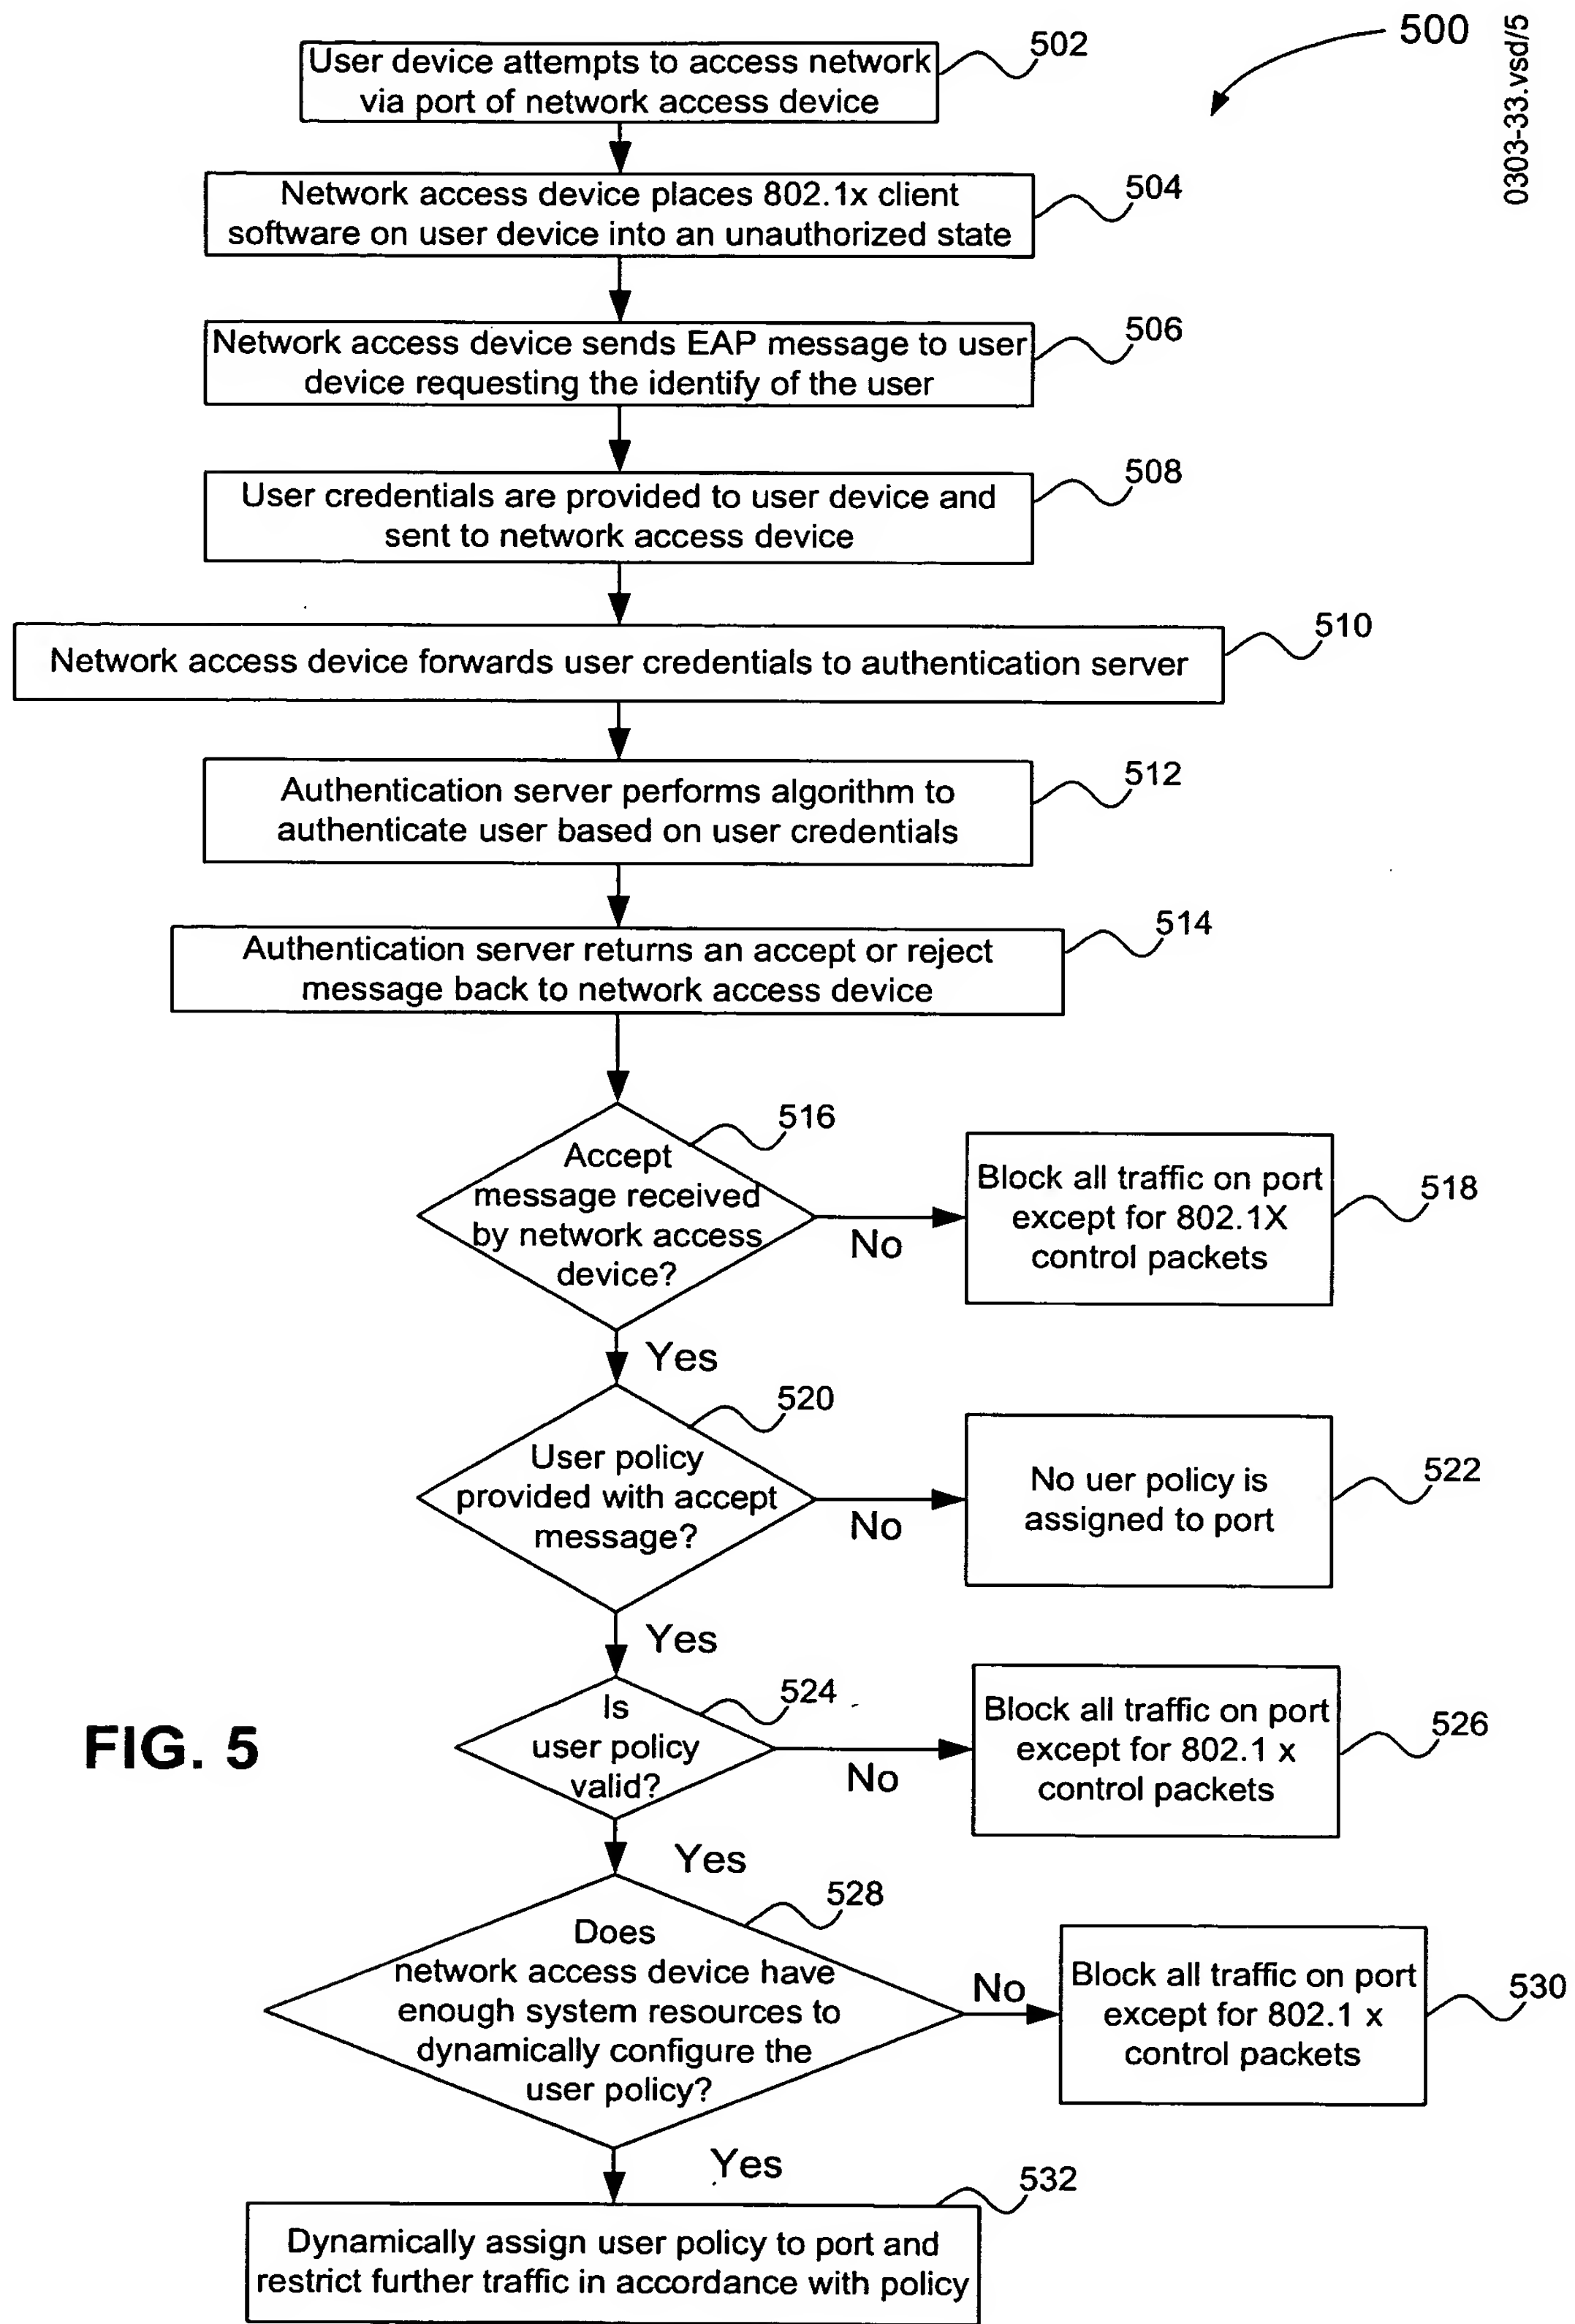 500
0303-33.vsd/5
502
User device attempts to access network
via port of network access device
504
Network access device places 802.1x client
software on user device into an unauthorized state
506
Network access device sends EAP message to user
device requesting the identify of the user
508
User credentials are provided to user device and
sent to network access device
510
Network access device forwards user credentials to authentication server
512
Authentication server performs algorithm to
authenticate user based on user credentials
514
Authentication server returns an accept or reject
message back to network access device
516
Accept
message received
by network access
device?
No
Block all traffic on port
except for 802.1X
control packets
518
Yes
520
User policy
provided with accept
message?
No
No uer policy is
assigned to port
522
Yes
524
Is
user policy
valid?
No
Block all traffic on port
except for 802.1 x
control packets
526
FIG. 5
Yes
528
Does
network access device have
enough system resources to
dynamically configure the
user policy?
No
Block all traffic on port
except for 802.1 x
control packets
530
Yes
532
Dynamically assign user policy to port and
restrict further traffic in accordance with policy